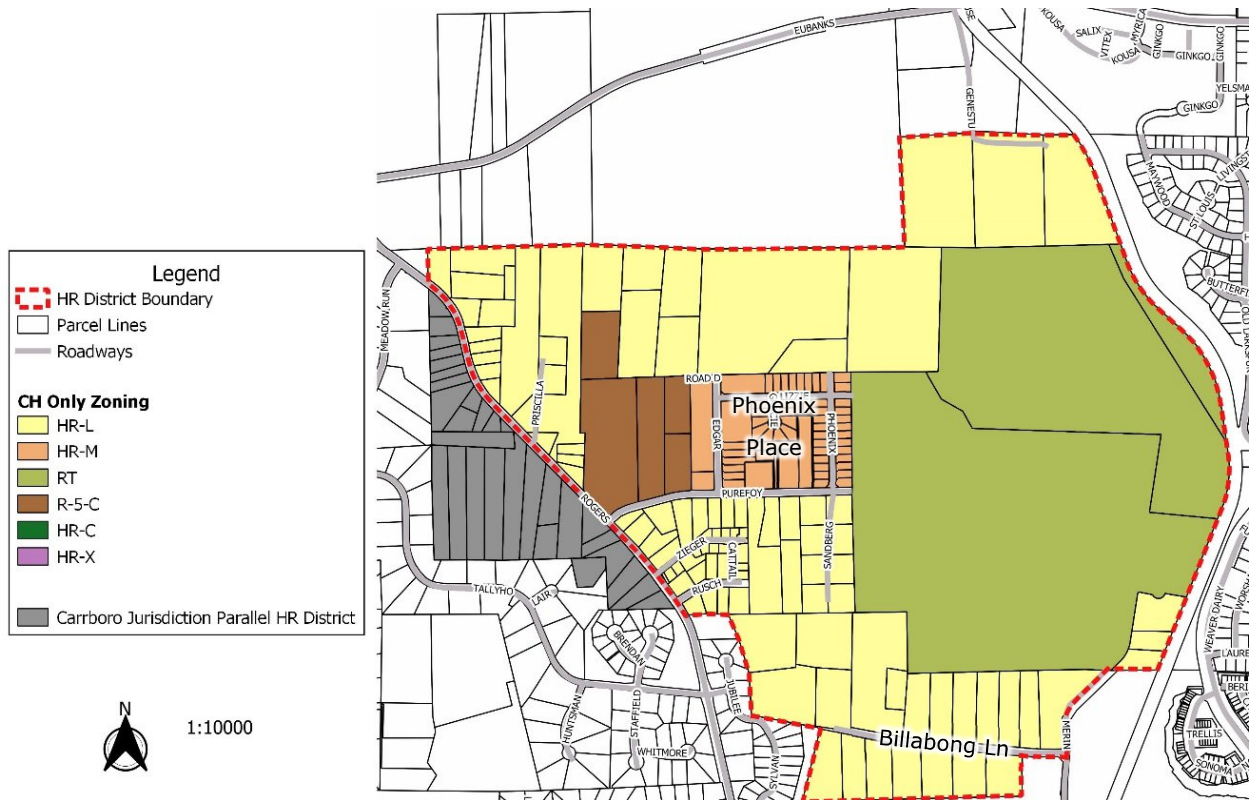 Legend
HR District Boundary
Parcel Lines
Roadways
CH Only Zoning
HR-L
HR-M
RT
R-5-C
HR-C
HR-X
Carrboro Jurisdiction Parallel HR District
N
1:10000
EUBANKS
GENESTU
KOUSA
SALIX
VITEX
KOUSA
MYRICA
GINKGO
GINKGO
GINKGO
GINKGO
MAYWOOD
ST LOUIS
MEADOW RUN
PRISCILLA
ROAD D
EDGAR
Phoenix
Place
PHOENIX
PUREFOY
ROGERS
ZIEGER
CATTAIL
RUSCH
SANDBERG
TALLYHO
LAIR
BRENDAN
STAFFIELD
HUNTSMAN
WHITMORE
JUBILEE
SYLVAN
Billabong Ln
MERIN
WEAVER DAIRY
TRELLIS
SONOMA